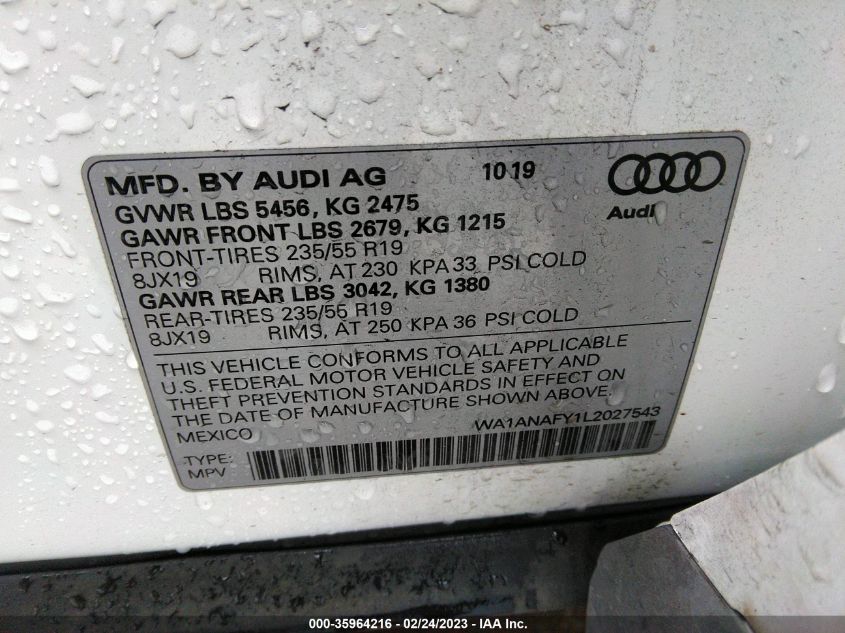 MFD. BY AUDI AG 10 19
GVWR LBS 5456, KG 2475
Audi
GAWR FRONT LBS 2679, KG 1215
FRONT-TIRES 235/55 R19
8JX19 RIMS, AT 230 KPA 33 PSI COLD
GAWR REAR LBS 3042, KG 1380
REAR-TIRES 235/55 R19
8JX19 RIMS, AT 250 KPA 36 PSI COLD
THIS VEHICLE CONFORMS TO ALL APPLICABLE
U.S. FEDERAL MOTOR VEHICLE SAFETY AND
THEFT PREVENTION STANDARDS IN EFFECT ON
THE DATE OF MANUFACTURE SHOWN ABOVE.
MEXICO WA1ANAFY1L2027543
TYPE:
MPV
000-35964216 - 02/24/2023 - IAA Inc.